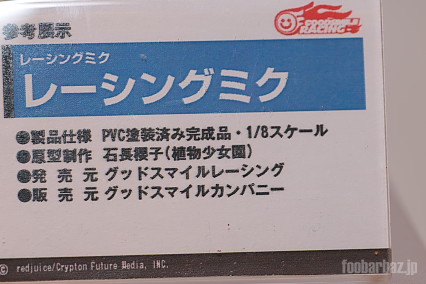 参考展示
GOODSMILE
RACING
レーシングミク
レーシングミク
●製品仕様 PVC塗装済み完成品・1/8スケール
●原型制作 石長櫻子(植物少女園)
●発売元 グッドスマイルレーシング
●販売元 グッドスマイルカンパニー
© redjuice/Crypton Future Media, INC.
foobarbaz.jp